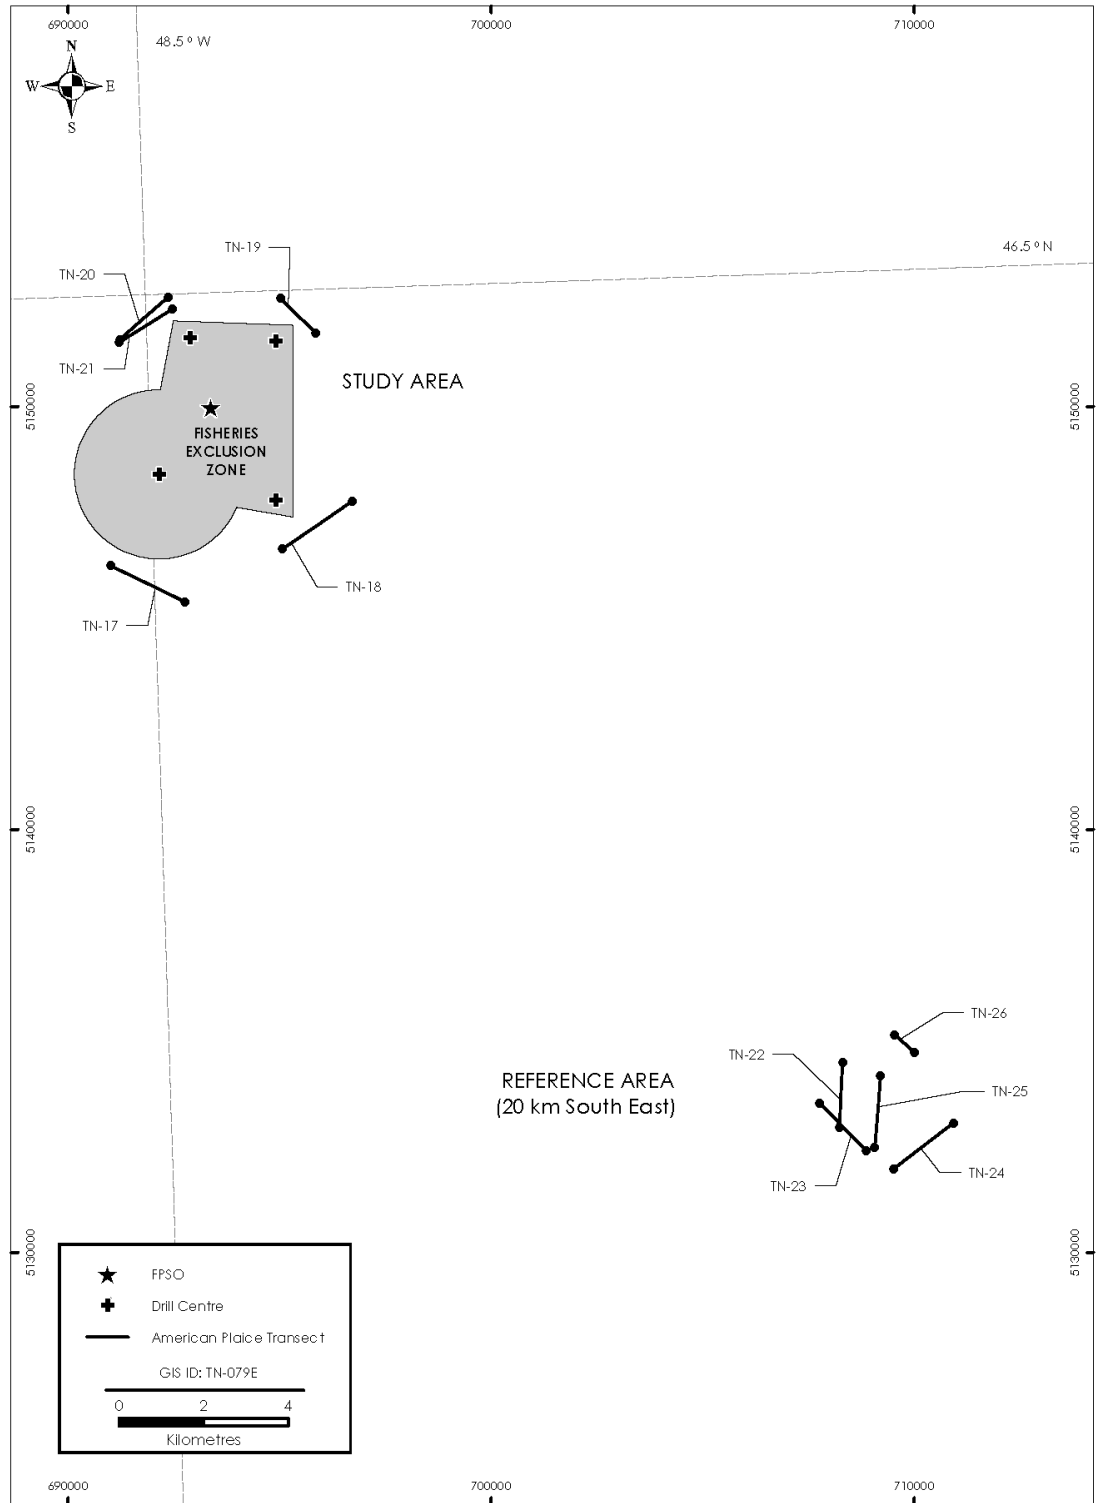 690000
700000
710000
48.5 º W
N
W
E
S
TN-19
46.5 º N
TN-20
TN-21
STUDY AREA
5150000
5150000
FISHERIES
EXCLUSION
ZONE
TN-18
TN-17
5140000
5140000
TN-26
TN-22
REFERENCE AREA
(20 km South East)
TN-25
TN-24
TN-23
5130000
5130000
FPSO
Drill Centre
American Plaice Transect
GIS ID: TN-079E
0 2 4
Kilometres
690000
700000
710000